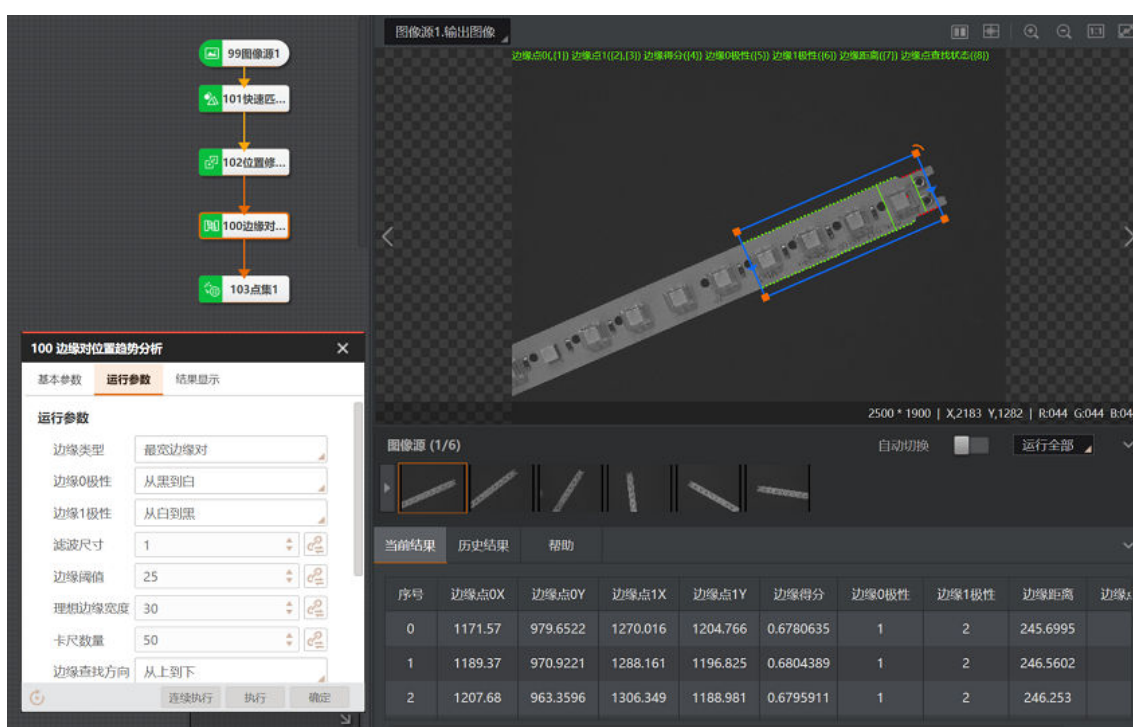 99图像源1
101快速匹...
102位置修...
100边缘对...
103点集1
100 边缘对位置趋势分析
基本参数 运行参数 结果显示
运行参数
边缘类型 最宽边缘对
边缘0极性 从黑到白
边缘1极性 从白到黑
滤波尺寸 1
边缘阈值 25
理想边缘宽度 30
卡尺数量 50
边缘查找方向 从上到下
连续执行 执行 确定
图像源1.输出图像
1:1
边缘点0(,{1}) 边缘点1({2},{3}) 边缘得分({4}) 边缘0极性({5}) 边缘1极性({6}) 边缘距离({7}) 边缘点查找状态({8})
2500 * 1900 | X,2183 Y,1282 | R:044 G:044 B:04
图像源 (1/6) 自动切换 运行全部
当前结果 历史结果 帮助
序号 边缘点0X 边缘点0Y 边缘点1X 边缘点1Y 边缘得分 边缘0极性 边缘1极性 边缘距离 边缘
0 1171.57 979.6522 1270.016 1204.766 0.6780635 1 2 245.6995
1 1189.37 970.9221 1288.161 1196.825 0.6804389 1 2 246.5602
2 1207.68 963.3596 1306.349 1188.981 0.6795911 1 2 246.253